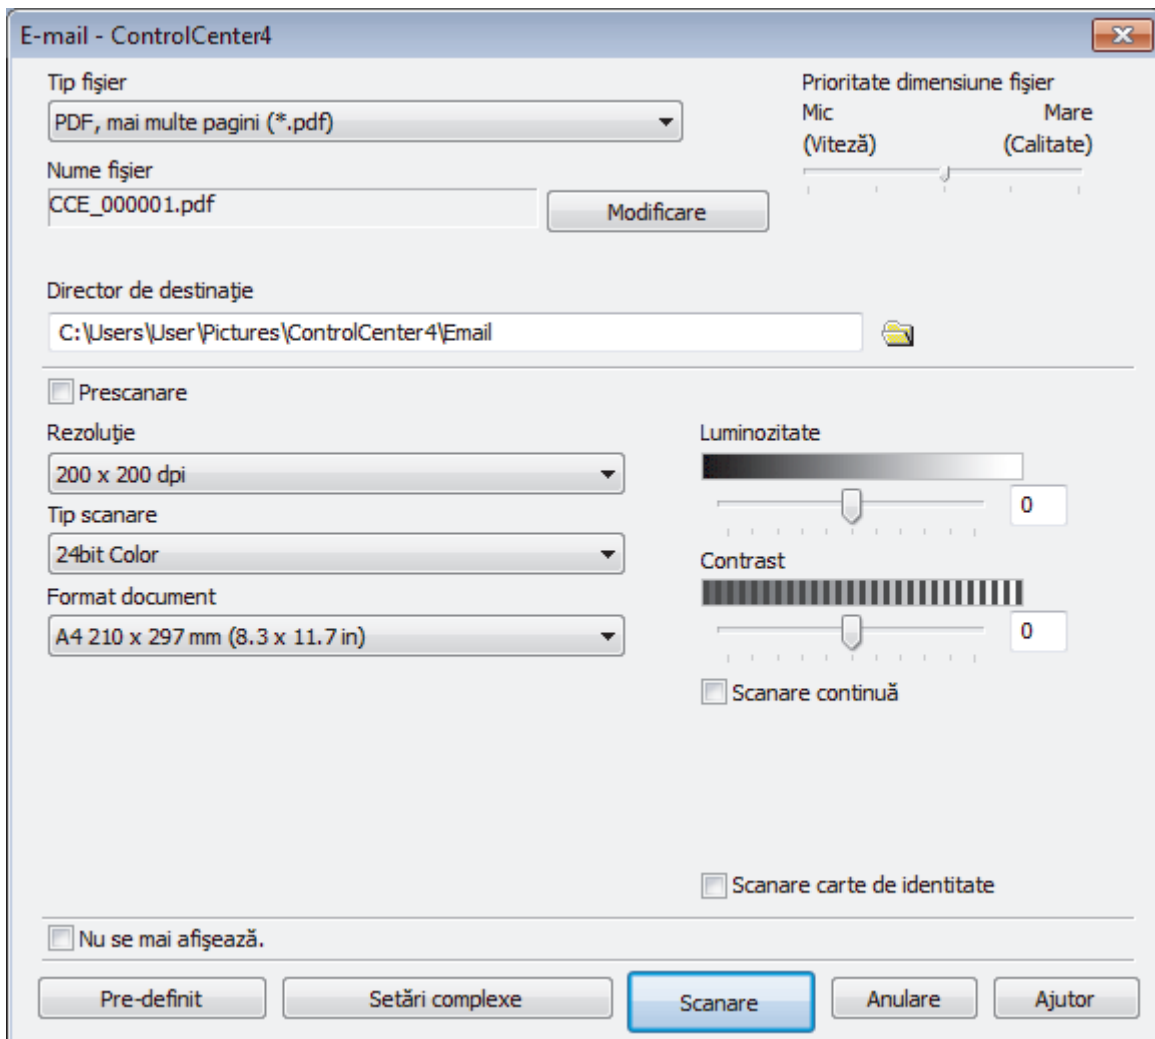 E-mail - ControlCenter4
Tip fişier
PDF, mai multe pagini (*.pdf)
Prioritate dimensiune fişier
Mic Mare
(Viteză) (Calitate)
Nume fişier
CCE_000001.pdf
Modificare
Director de destinaţie
C:\Users\User\Pictures\ControlCenter4\Email
Prescanare
Rezoluţie
200 x 200 dpi
Tip scanare
24bit Color
Format document
A4 210 x 297 mm (8.3 x 11.7 in)
Luminozitate
0
Contrast
0
Scanare continuă
Scanare carte de identitate
Nu se mai afişează.
Pre-definit Setări complexe Scanare Anulare Ajutor